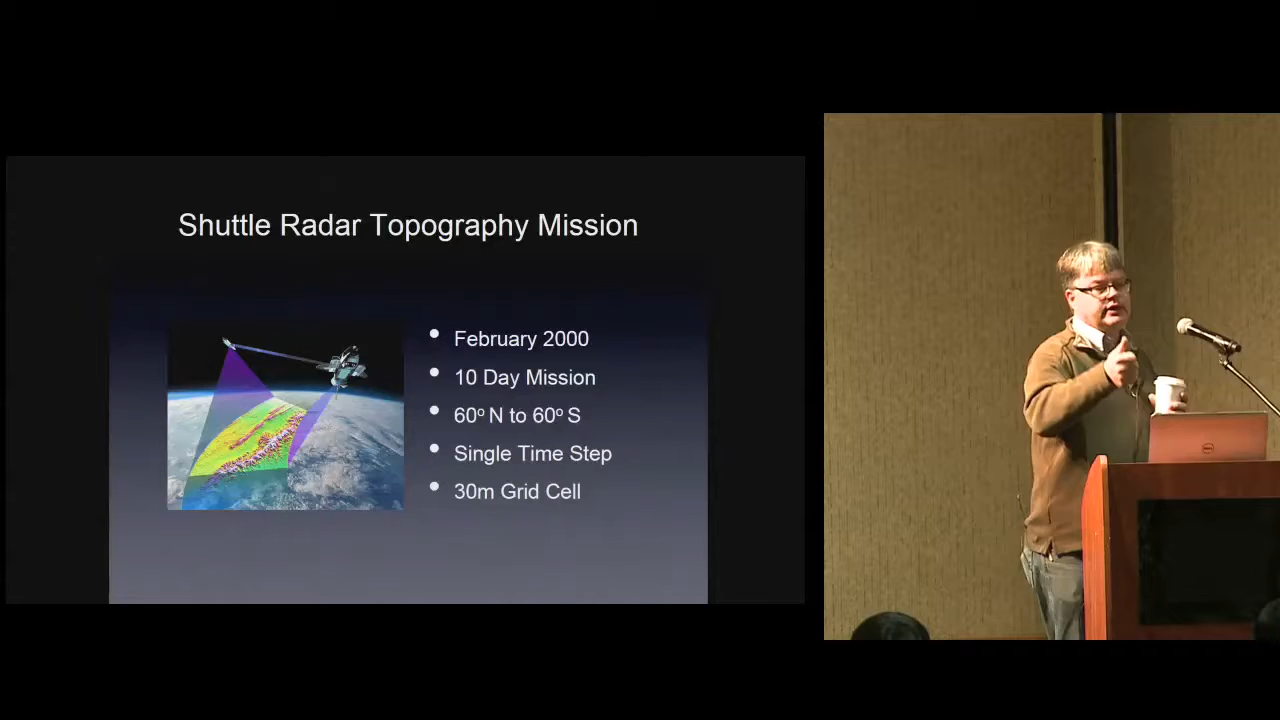 Shuttle Radar Topography Mission
• February 2000
• 10 Day Mission
• 60º N to 60º S
• Single Time Step
• 30m Grid Cell